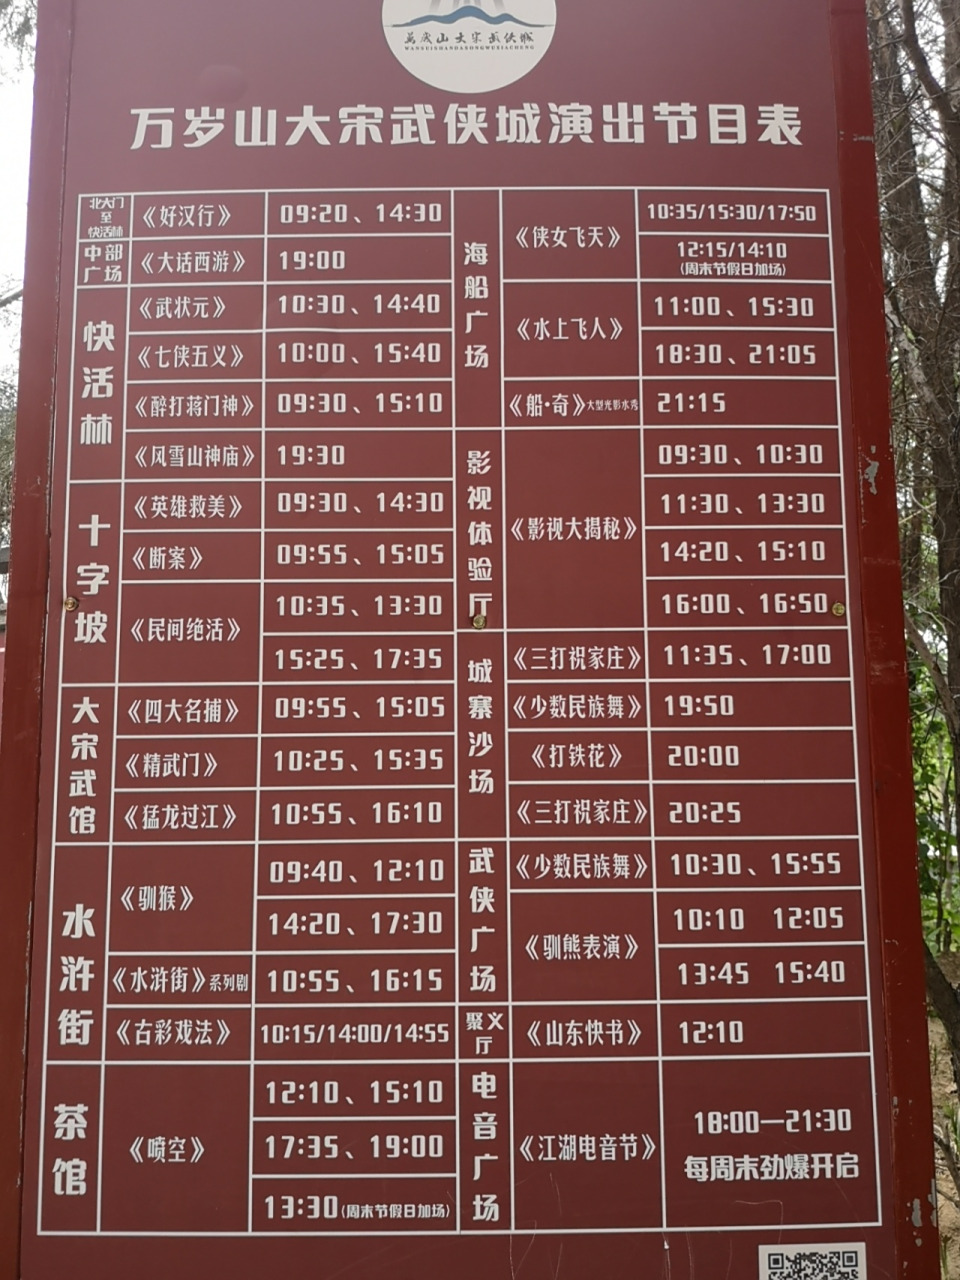 万岁山大宋武侠城
WANSUISHANDASONGWUXIACHENG
万岁山大宋武侠城演出节目表
北大门
至
快活林
《好汉行》
09:20、14:30
中部
广场
《大话西游》
19:00
快活林
《武状元》
10:30、14:40
《七侠五义》
10:00、15:40
《醉打蒋门神》
09:30、15:10
《风雪山神庙》
19:30
十字坡
《英雄救美》
09:30、14:30
《断案》
09:55、15:05
《民间绝活》
10:35、13:30
15:25、17:35
大宋武馆
《四大名捕》
09:55、15:05
《精武门》
10:25、15:35
《猛龙过江》
10:55、16:10
水浒街
《驯猴》
09:40、12:10
14:20、17:30
《水浒街》系列剧
10:55、16:15
《古彩戏法》
10:15/14:00/14:55
茶馆
《喷空》
12:10、15:10
17:35、19:00
13:30(周末节假日加场)
海船广场
《侠女飞天》
10:35/15:30/17:50
12:15/14:10
(周末节假日加场)
《水上飞人》
11:00、15:30
18:30、21:05
《船·奇》大型光影水秀
21:15
影视体验厅
《影视大揭秘》
09:30、10:30
11:30、13:30
14:20、15:10
16:00、16:50
城寨沙场
《三打祝家庄》
11:35、17:00
《少数民族舞》
19:50
《打铁花》
20:00
《三打祝家庄》
20:25
武侠广场
《少数民族舞》
10:30、15:55
《驯熊表演》
10:10 12:05
13:45 15:40
聚义
厅
《山东快书》
12:10
电音广场
《江湖电音节》
18:00—21:30
每周末劲爆开启